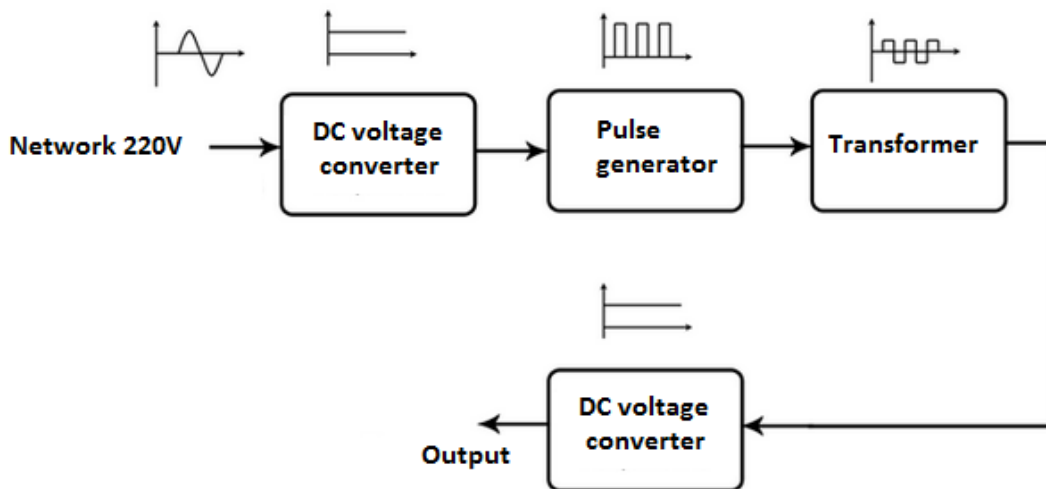 Network 220V
DC voltage
converter
Pulse
generator
Transformer
DC voltage
converter
Output